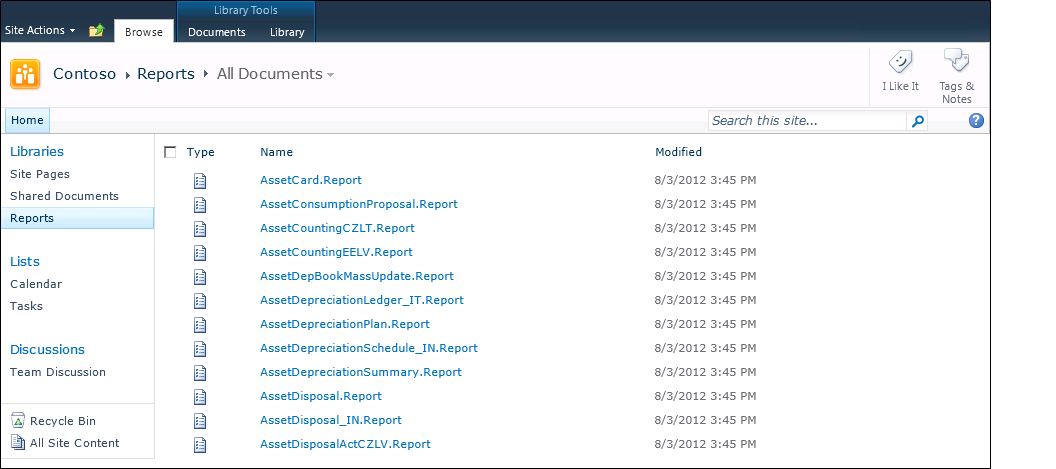 Library Tools
Site Actions Browse Documents Library
Contoso Reports All Documents
I Like It Tags &
Notes
Home Search this site... ?
Libraries Type Name Modified
Site Pages AssetCard.Report 8/3/2012 3:45 PM
Shared Documents AssetConsumptionProposal.Report 8/3/2012 3:45 PM
Reports AssetCountingCZLT.Report 8/3/2012 3:45 PM
Lists AssetCountingEELV.Report 8/3/2012 3:45 PM
Calendar AssetDepBookMassUpdate.Report 8/3/2012 3:45 PM
Tasks AssetDepreciationLedger_IT.Report 8/3/2012 3:45 PM
AssetDepreciationPlan.Report 8/3/2012 3:45 PM
Discussions AssetDepreciationSchedule_IN.Report 8/3/2012 3:45 PM
Team Discussion AssetDepreciationSummary.Report 8/3/2012 3:45 PM
AssetDisposal.Report 8/3/2012 3:45 PM
Recycle Bin AssetDisposal_IN.Report 8/3/2012 3:45 PM
All Site Content AssetDisposalActCZLV.Report 8/3/2012 3:45 PM